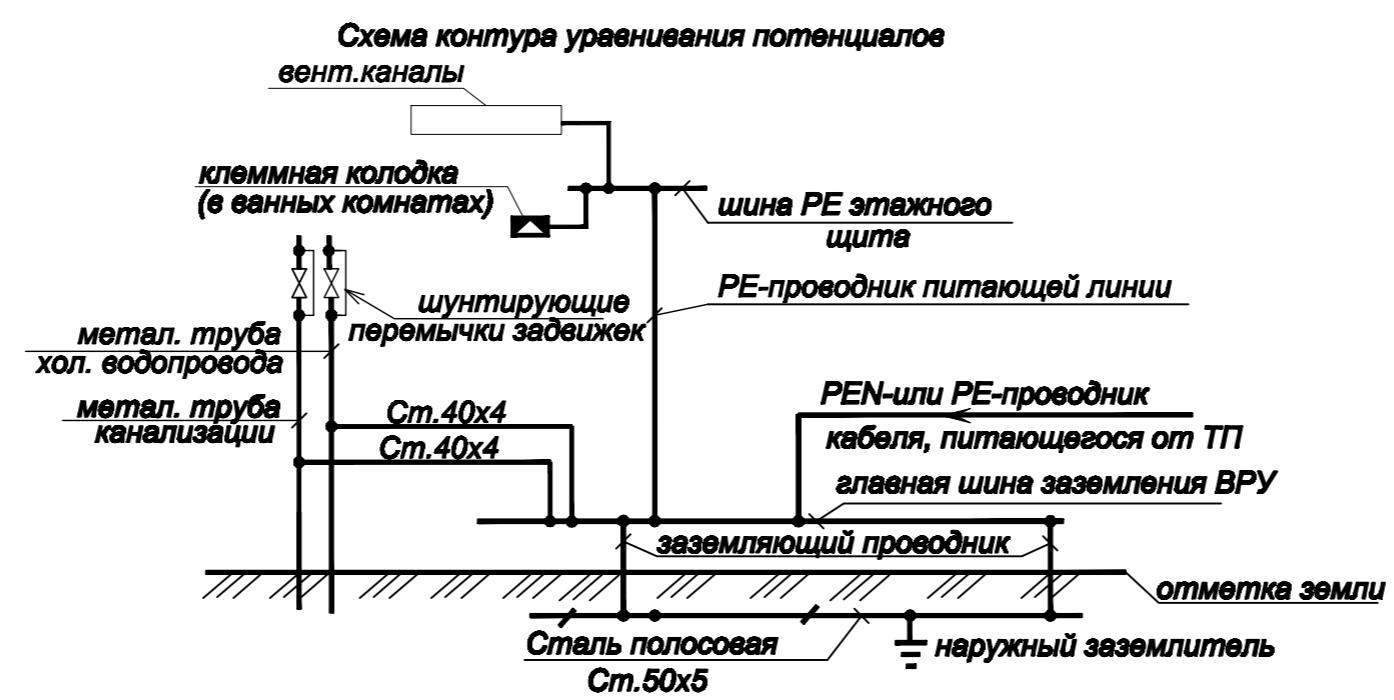 Схема контура уравнивания потенциалов
вент.каналы
клеммная колодка
(в ванных комнатах)
шина PE этажного
щита
PE-проводник питающей линии
шунтирующие
перемычки задвижек
метал. труба
хол. водопровода
метал. труба
канализации
Ст.40х4
Ст.40х4
PEN-или PE-проводник
кабеля, питающегося от ТП
главная шина заземления ВРУ
заземляющий проводник
отметка земли
Сталь полосовая
Ст.50х5
наружный заземлитель